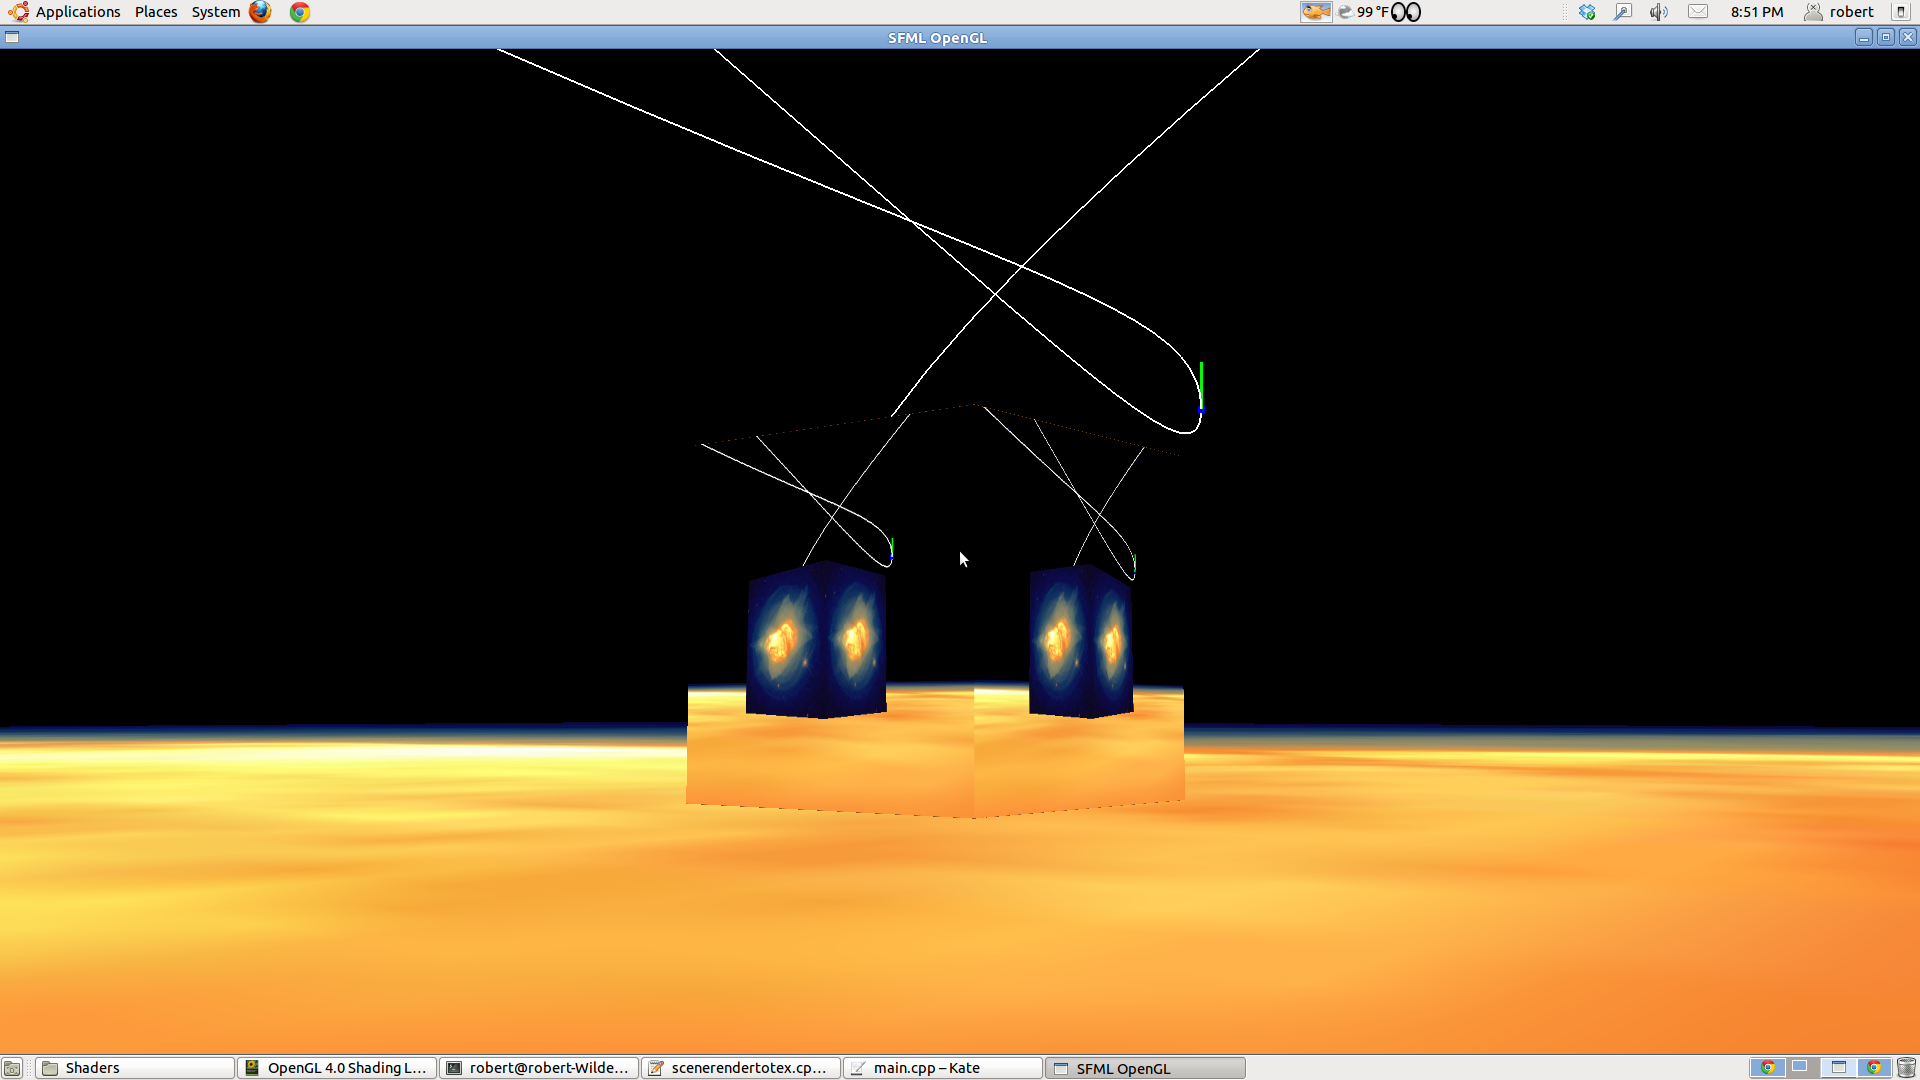 Applications Places System 99 °F 8:51 PM robert
SFML OpenGL
Shaders OpenGL 4.0 Shading L... robert@robert-Wilde... scenerendertotex.cp... main.cpp – Kate SFML OpenGL